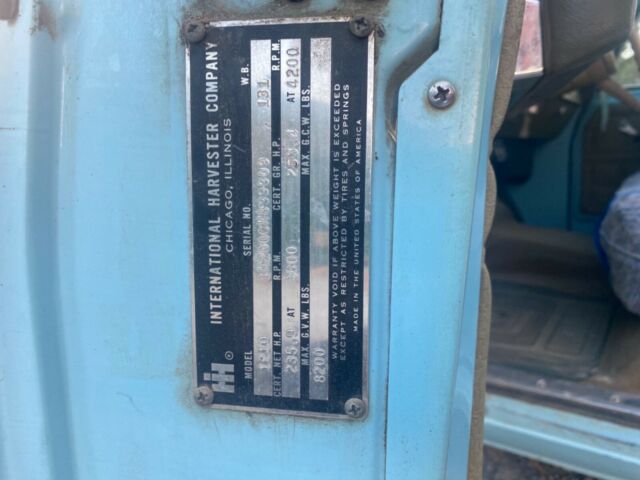 INTERNATIONAL HARVESTER COMPANY
CHICAGO, ILLINOIS
IH ®
MODEL SERIAL NO. W.B.
131
CERT. NET H.P. R.P.M. CERT. GR. H.P. R.P.M.
AT AT 4200
MAX. G.V.W. LBS. MAX. G.C.W. LBS.
8200
WARRANTY VOID IF ABOVE WEIGHT IS EXCEEDED
EXCEPT AS RESTRICTED BY TIRES AND SPRINGS
MADE IN THE UNITED STATES OF AMERICA